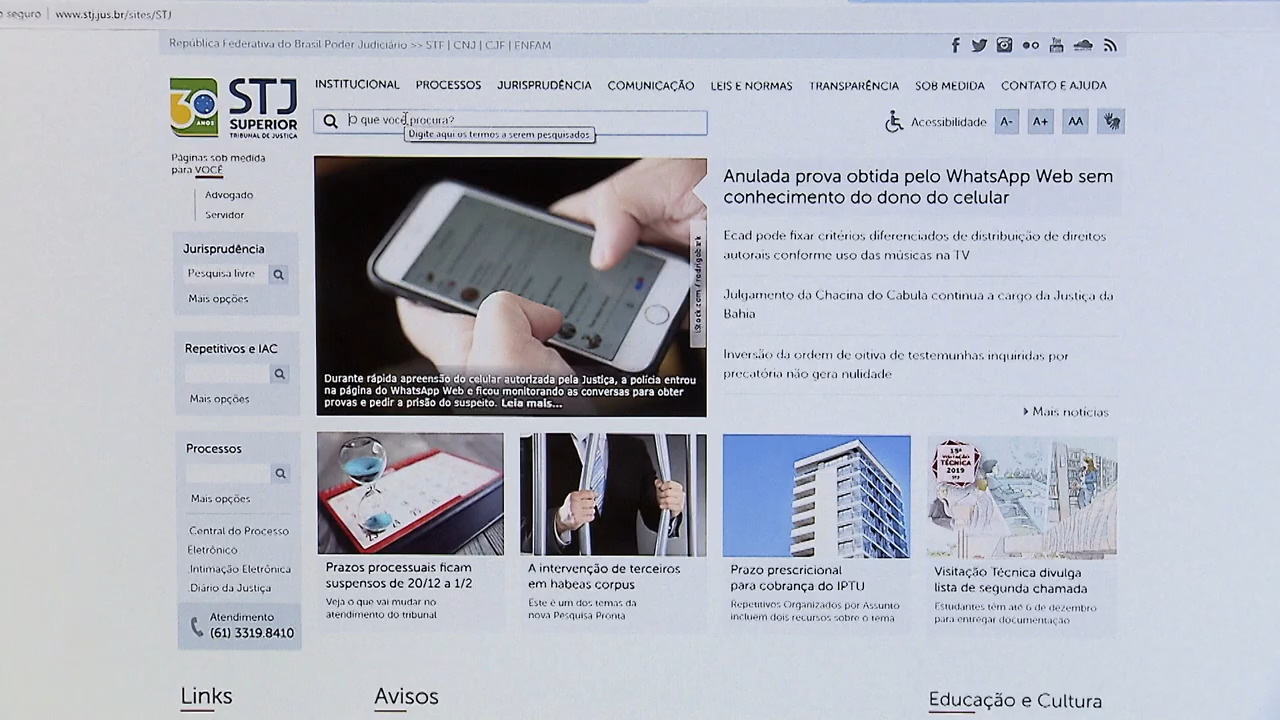 o seguro | www.stj.jus.br/sites/STJ
República Federativa do Brasil Poder Judiciário >> STF | CNJ | CJF | ENFAM
30
ANOS
STJ
SUPERIOR
TRIBUNAL DE JUSTIÇA
INSTITUCIONAL PROCESSOS JURISPRUDÊNCIA COMUNICAÇÃO LEIS E NORMAS TRANSPARÊNCIA SOB MEDIDA CONTATO E AJUDA
O que você procura?
Digite aqui os termos a serem pesquisados
Acessibilidade A- A+ AA
Páginas sob medida
para VOCÊ
Advogado
Servidor
Jurisprudência
Pesquisa livre
Mais opções
Repetitivos e IAC
Mais opções
Processos
Mais opções
Central do Processo
Eletrônico
Intimação Eletrônica
Diário da Justiça
Atendimento
(61) 3319.8410
iStock.com/rodrigobark
Durante rápida apreensão do celular autorizada pela Justiça, a polícia entrou
na página do WhatsApp Web e ficou monitorando as conversas para obter
provas e pedir a prisão do suspeito. Leia mais...
Anulada prova obtida pelo WhatsApp Web sem
conhecimento do dono do celular
Ecad pode fixar critérios diferenciados de distribuição de direitos
autorais conforme uso das músicas na TV
Julgamento da Chacina do Cabula continua a cargo da Justiça da
Bahia
Inversão da ordem de oitiva de testemunhas inquiridas por
precatória não gera nulidade
Mais notícias
Prazos processuais ficam
suspensos de 20/12 a 1/2
Veja o que vai mudar no
atendimento do tribunal
A intervenção de terceiros
em habeas corpus
Este é um dos temas da
nova Pesquisa Pronta
Prazo prescricional
para cobrança do IPTU
Repetitivos Organizados por Assunto
incluem dois recursos sobre o tema
15ª
VISITAÇÃO
TÉCNICA
2019
STJ
Visitação Técnica divulga
lista de segunda chamada
Estudantes têm até 6 de dezembro
para entregar documentação
Links
Avisos
Educação e Cultura